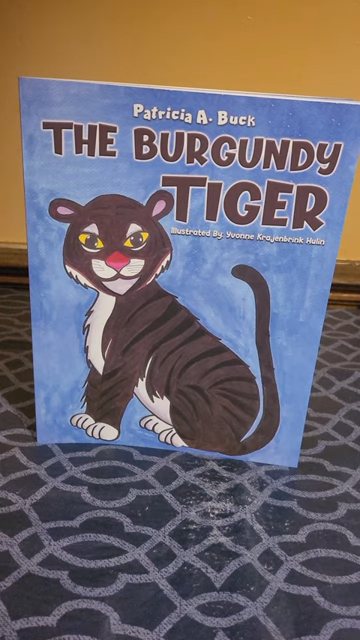 Patricia A. Buck
THE BURGUNDY
TIGER
Illustrated By: Yvonne Krajenbrink Hulin